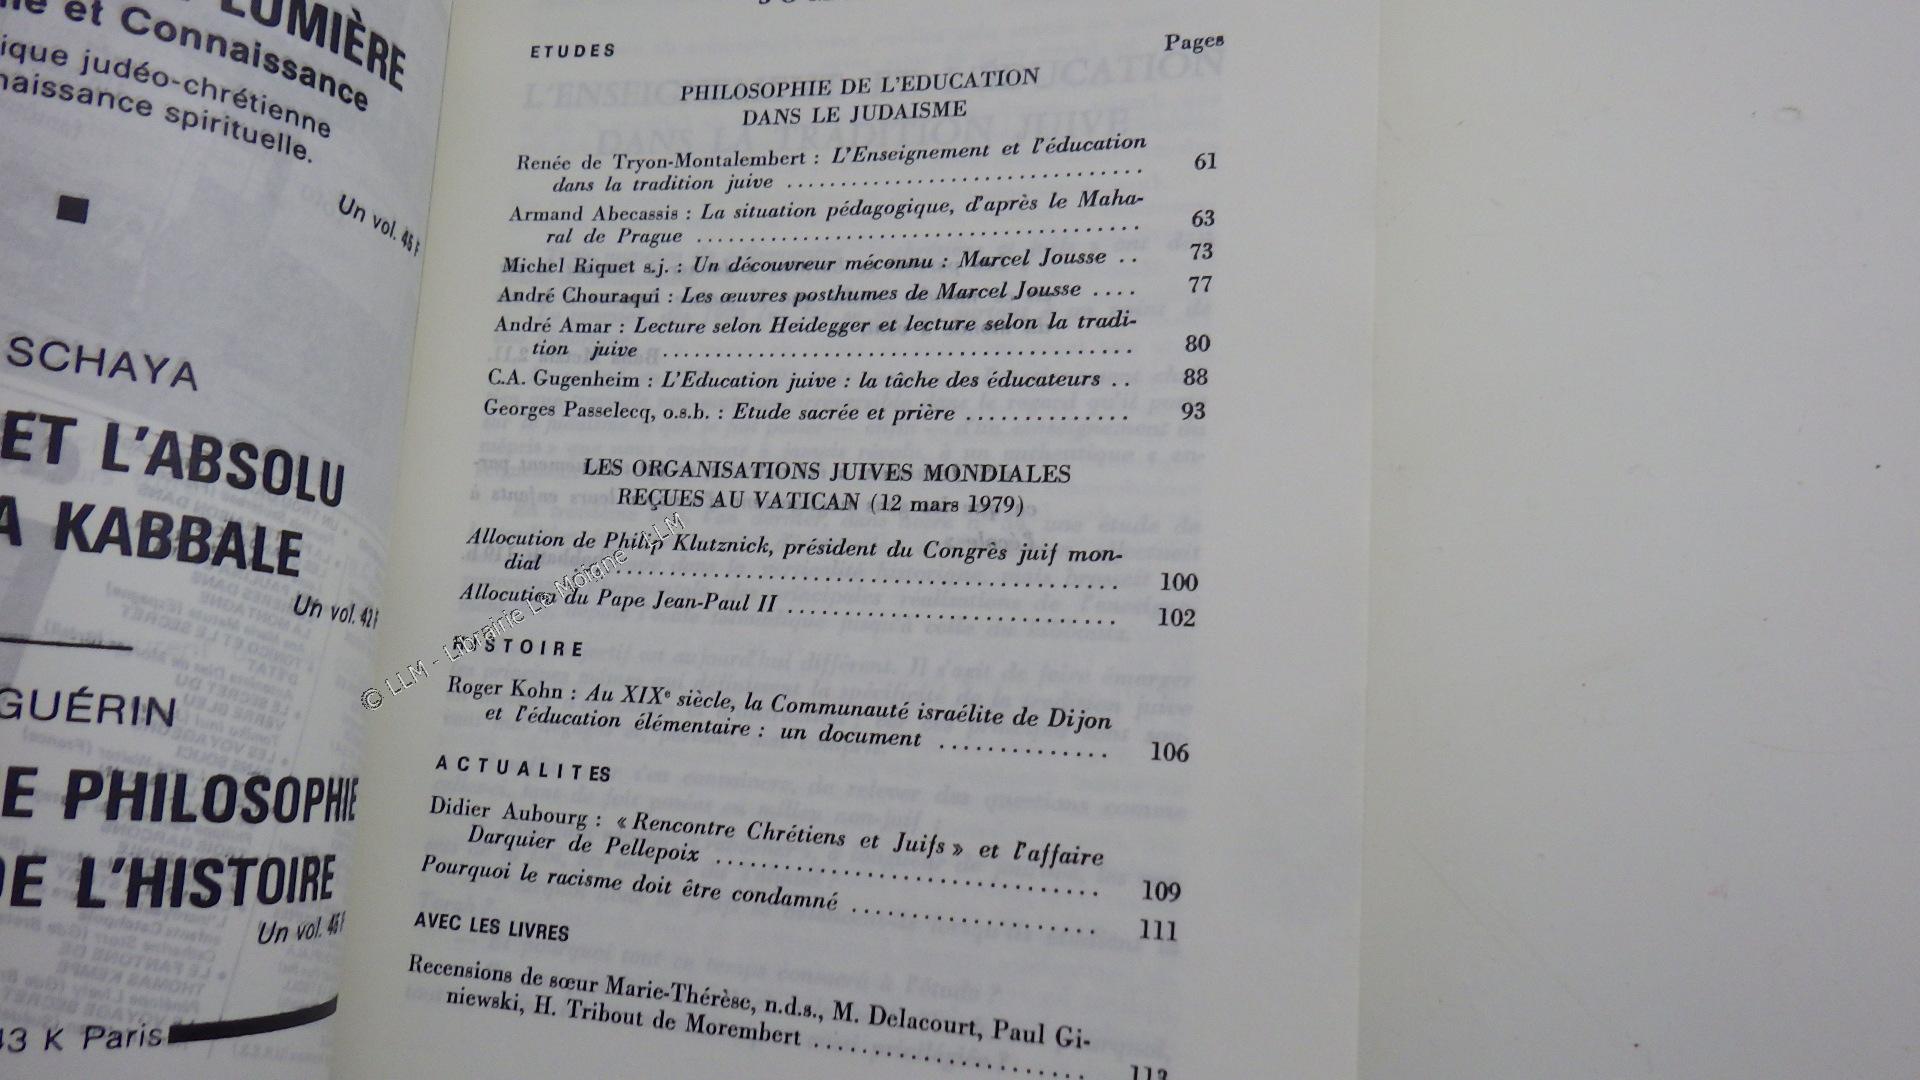 LUMIÈRE
et Connaissance
ique judéo-chrétienne
naissance spirituelle.
Un vol. 45 F
SCHAYA
ET L'ABSOLU
A KABBALE
Un vol. 42 F
GUÉRIN
E PHILOSOPHIE
DE L'HISTOIRE
Un vol. 45 F
43 K Paris
ETUDES
Pages
PHILOSOPHIE DE L'EDUCATION
DANS LE JUDAISME
Renée de Tryon-Montalembert : L'Enseignement et l'éducation
dans la tradition juive .............................. 61
Armand Abecassis : La situation pédagogique, d'après le Maha-
ral de Prague .................................... 63
Michel Riquet s.j. : Un découvreur méconnu : Marcel Jousse .. 73
André Chouraqui : Les œuvres posthumes de Marcel Jousse .... 77
André Amar : Lecture selon Heidegger et lecture selon la tradi-
tion juive ..................................... 80
C.A. Gugenheim : L'Education juive : la tâche des éducateurs .. 88
Georges Passelecq, o.s.b. : Etude sacrée et prière .............. 93
LES ORGANISATIONS JUIVES MONDIALES
REÇUES AU VATICAN (12 mars 1979)
Allocution de Philip Klutznick, président du Congrès juif mon-
dial .......................................... 100
Allocution du Pape Jean-Paul II .......................... 102
HISTOIRE
Roger Kohn : Au XIXe siècle, la Communauté israélite de Dijon
et l'éducation élémentaire : un document .............. 106
ACTUALITES
Didier Aubourg : « Rencontre Chrétiens et Juifs » et l'affaire
Darquier de Pellepoix .............................. 109
Pourquoi le racisme doit être condamné .................... 111
AVEC LES LIVRES
Recensions de sœur Marie-Thérèse, n.d.s., M. Delacourt, Paul Gi-
niewski, H. Tribout de Morembert ...................... 113
© LLM - Librairie Le Moigne - LLM